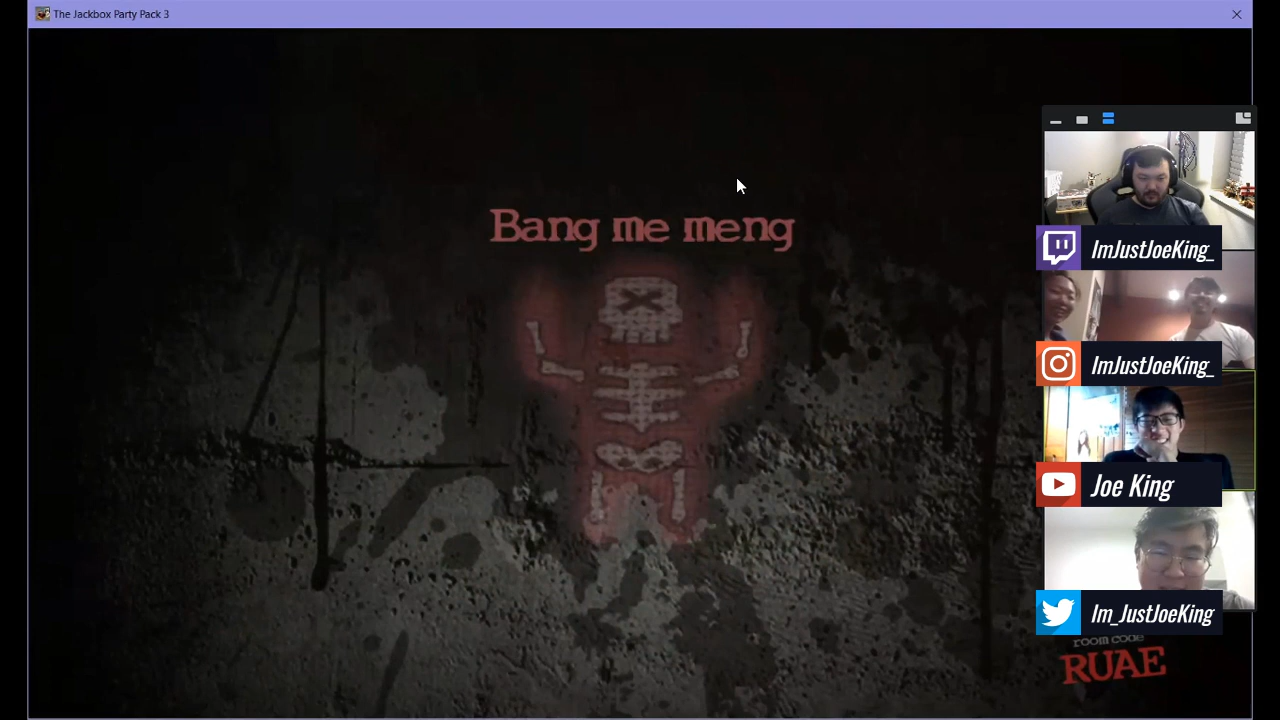 The Jackbox Party Pack 3
Bang me meng
ImJustJoeKing_
ImJustJoeKing_
Joe King
Im_JustJoeKing
room code
RUAE